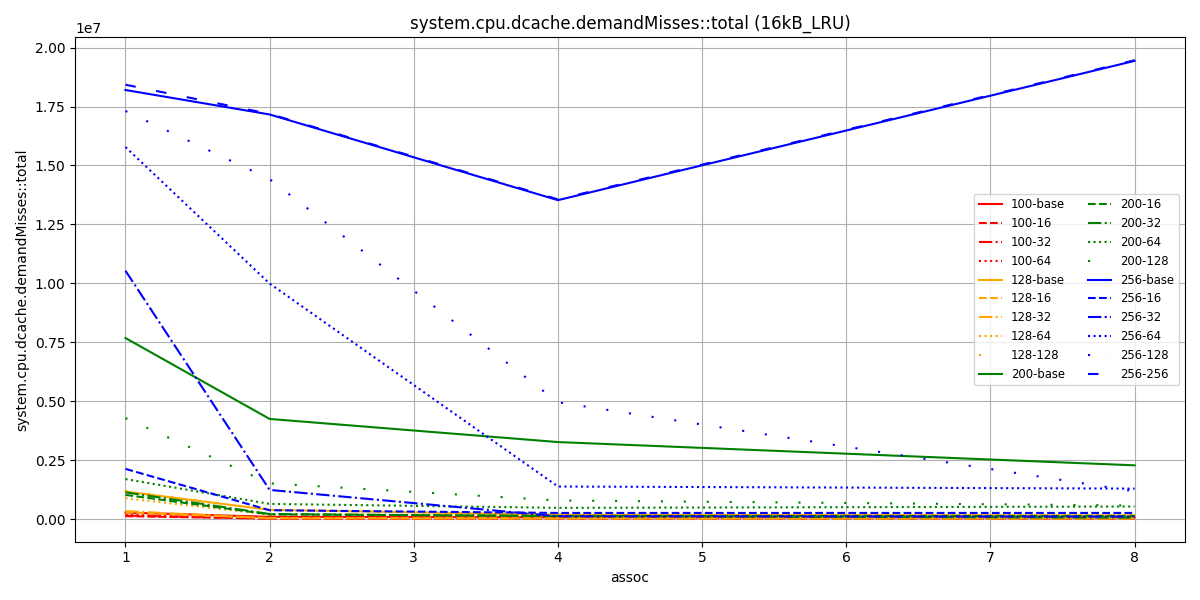 system.cpu.dcache.demandMisses::total (16kB_LRU)
1e7
2.00
1.75
1.50
1.25
1.00
0.75
0.50
0.25
0.00
system.cpu.dcache.demandMisses::total
1 2 3 4 5 6 7 8
assoc
100-base 200-16
100-16 200-32
100-32 200-64
100-64 200-128
128-base 256-base
128-16 256-16
128-32 256-32
128-64 256-64
128-128 256-128
200-base 256-256